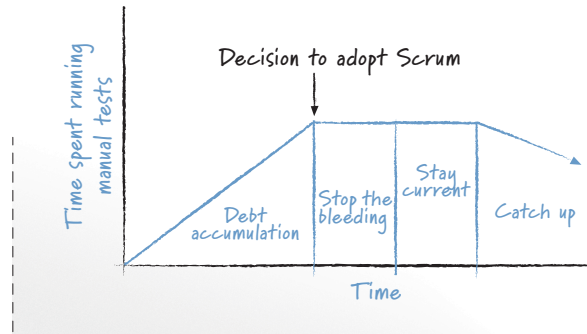 Decision to adopt Scrum
Time spent running
manual tests
Debt
accumulation
Stop the
bleeding
Stay
current
Catch up
Time